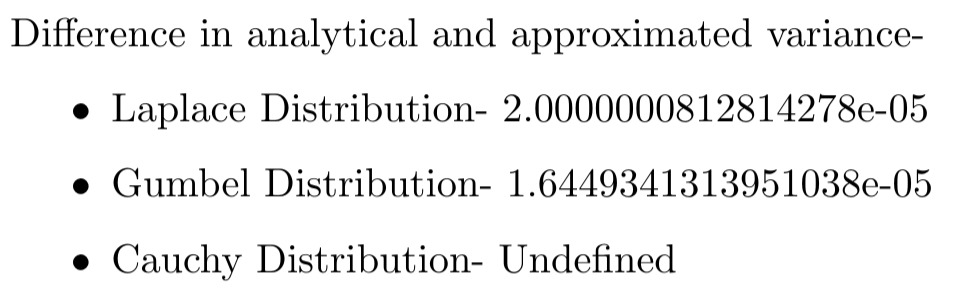 Difference in analytical and approximated variance-
• Laplace Distribution- 2.0000000812814278e-05
• Gumbel Distribution- 1.6449341313951038e-05
• Cauchy Distribution- Undefined